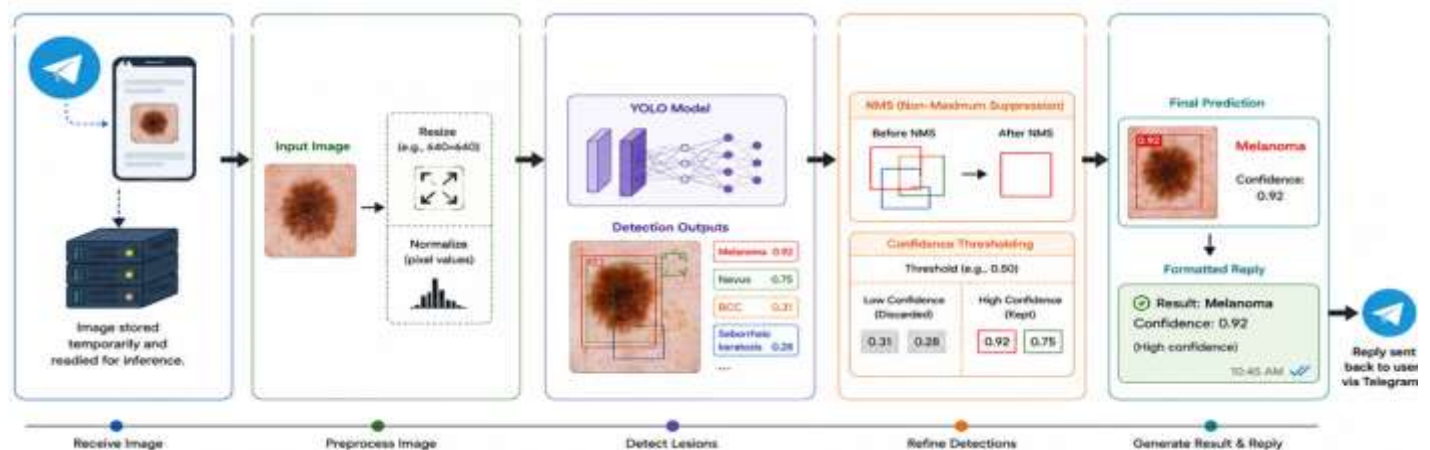 Image stored
temporarily and
readied for inference.
Receive Image
Input Image
Resize
(e.g., 640×640)
Normalize
(pixel values)
Preprocess Image
YOLO Model
Detection Outputs
Melanoma 0.92
Nevus 0.75
BCC 0.31
Seborrhoic
keratosis 0.28
....
Detect Lesions
NMS (Non-Maximum Suppression)
Before NMS
After NMS
Confidence Thresholding
Threshold (e.g., 0.50)
Low Confidence
(Discarded)
0.31 0.28
High Confidence
(Kept)
0.92 0.75
Refine Detections
Final Prediction
0.92
Melanoma
Confidence:
0.92
Formatted Reply
Result: Melanoma
Confidence: 0.92
(High confidence)
10:45 AM
Generate Result & Reply
Reply sent
back to user
via Telegram